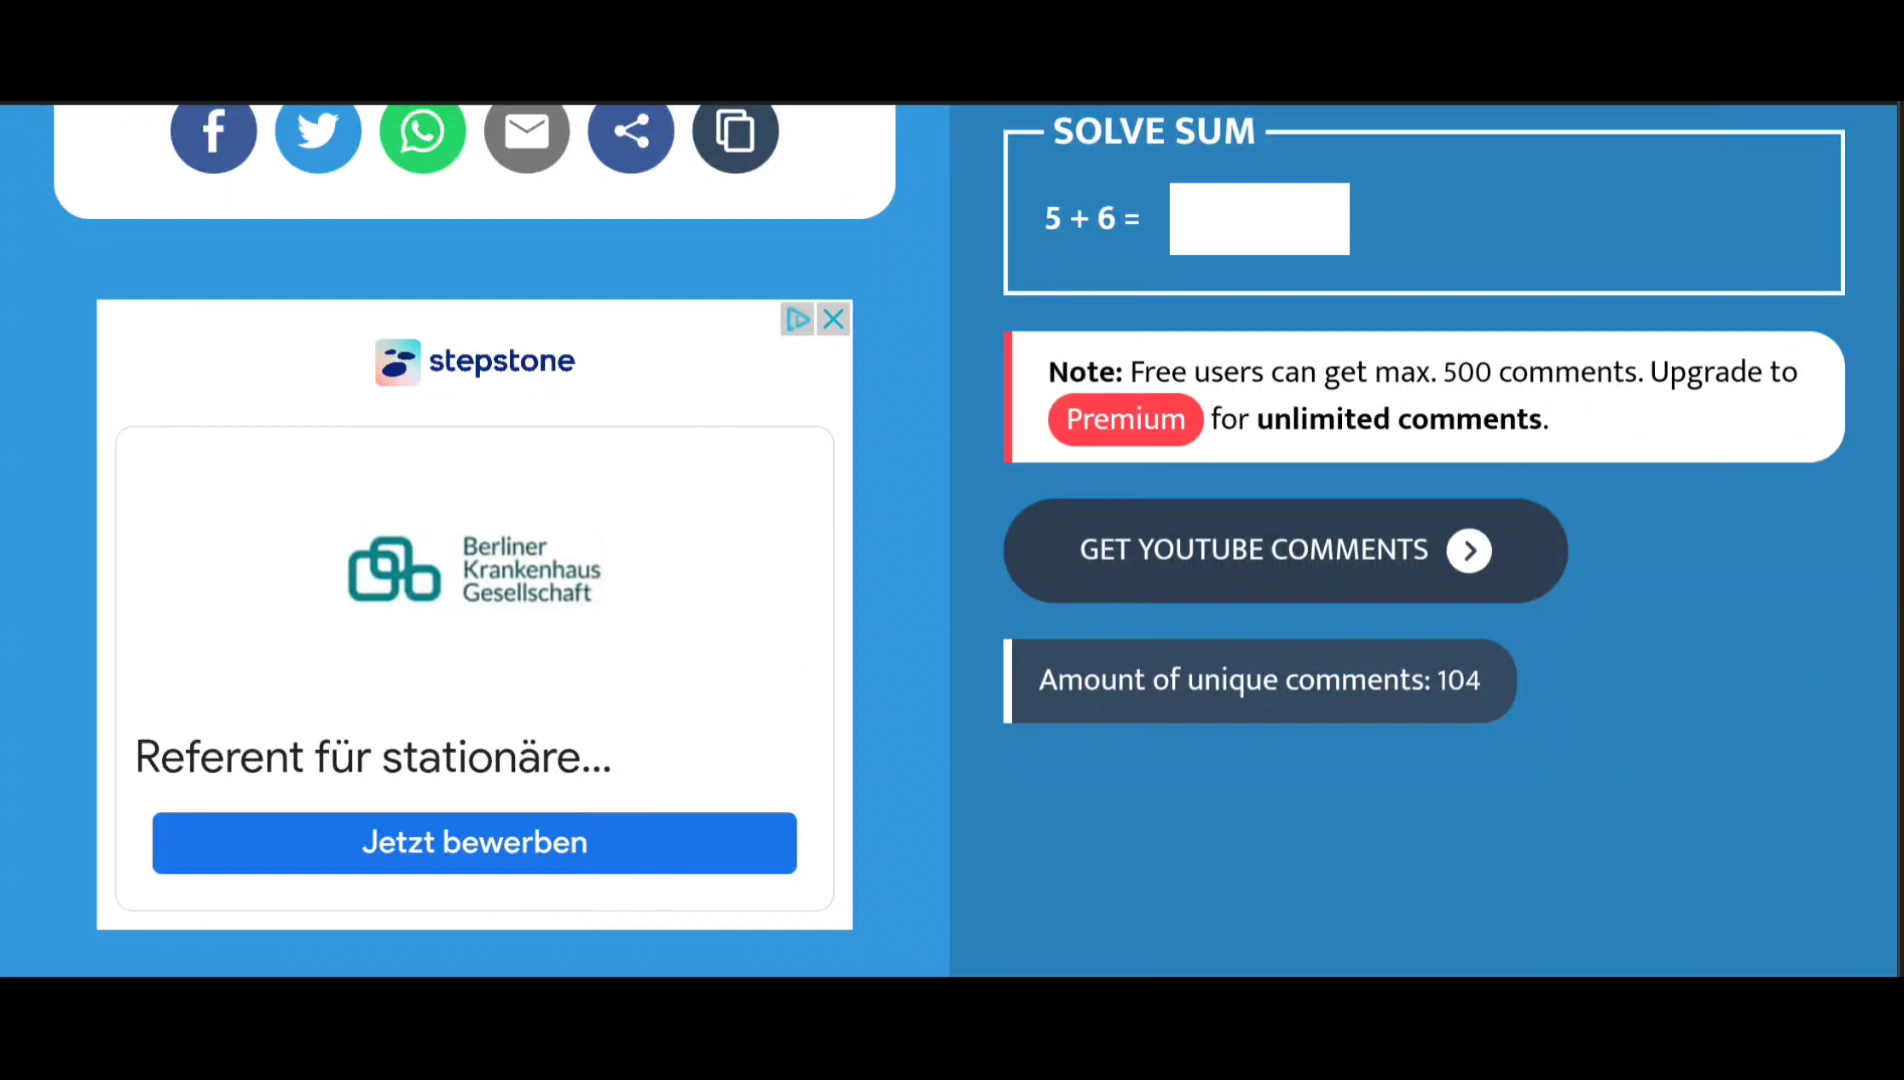 stepstone
Berliner
Krankenhaus
Gesellschaft
Referent für stationäre...
Jetzt bewerben
SOLVE SUM
5 + 6 =
Note: Free users can get max. 500 comments. Upgrade to
Premium for unlimited comments.
GET YOUTUBE COMMENTS
Amount of unique comments: 104